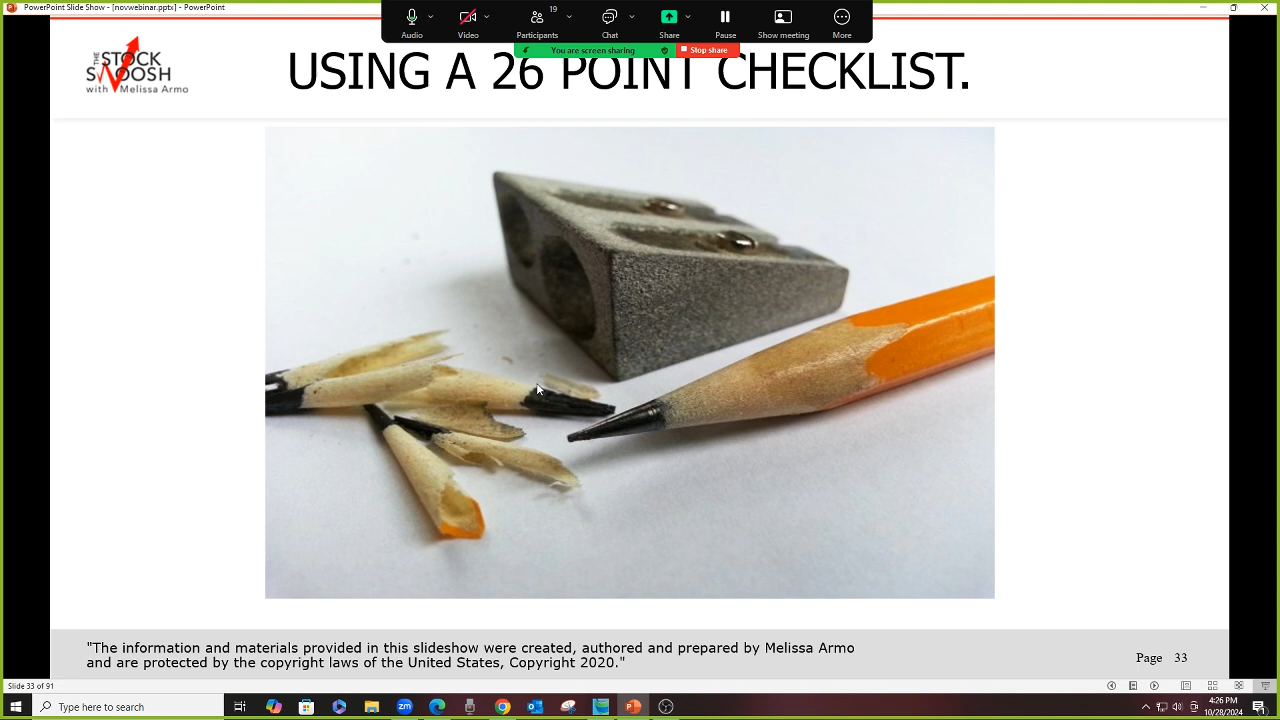 PowerPoint Slide Show - [novwebinar.pptx] - PowerPoint
19
Audio
Video
Participants
Chat
Share
Pause
Show meeting
More
You are screen sharing
Stop share
THE
STOCK
SWOOSH
with Melissa Armo
USING A 26 POINT CHECKLIST.
"The information and materials provided in this slideshow were created, authored and prepared by Melissa Armo
and are protected by the copyright laws of the United States, Copyright 2020."
Page 33
Slide 33 of 91
Type here to search
zm
4:26 PM
10/28/2024